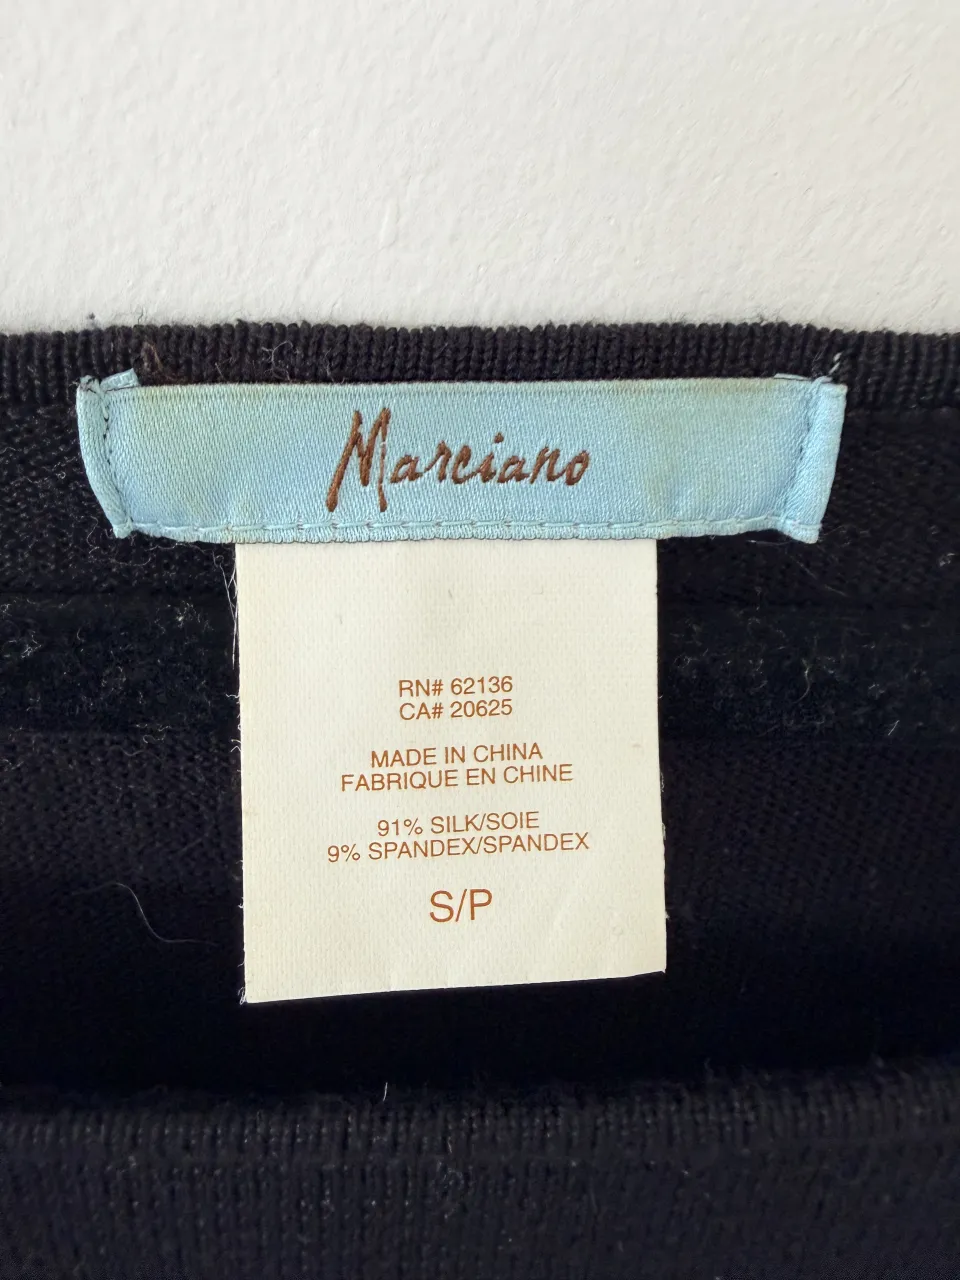 Marciano
RN# 62136
CA# 20625
MADE IN CHINA
FABRIQUE EN CHINE
91% SILK/SOIE
9% SPANDEX/SPANDEX
S/P